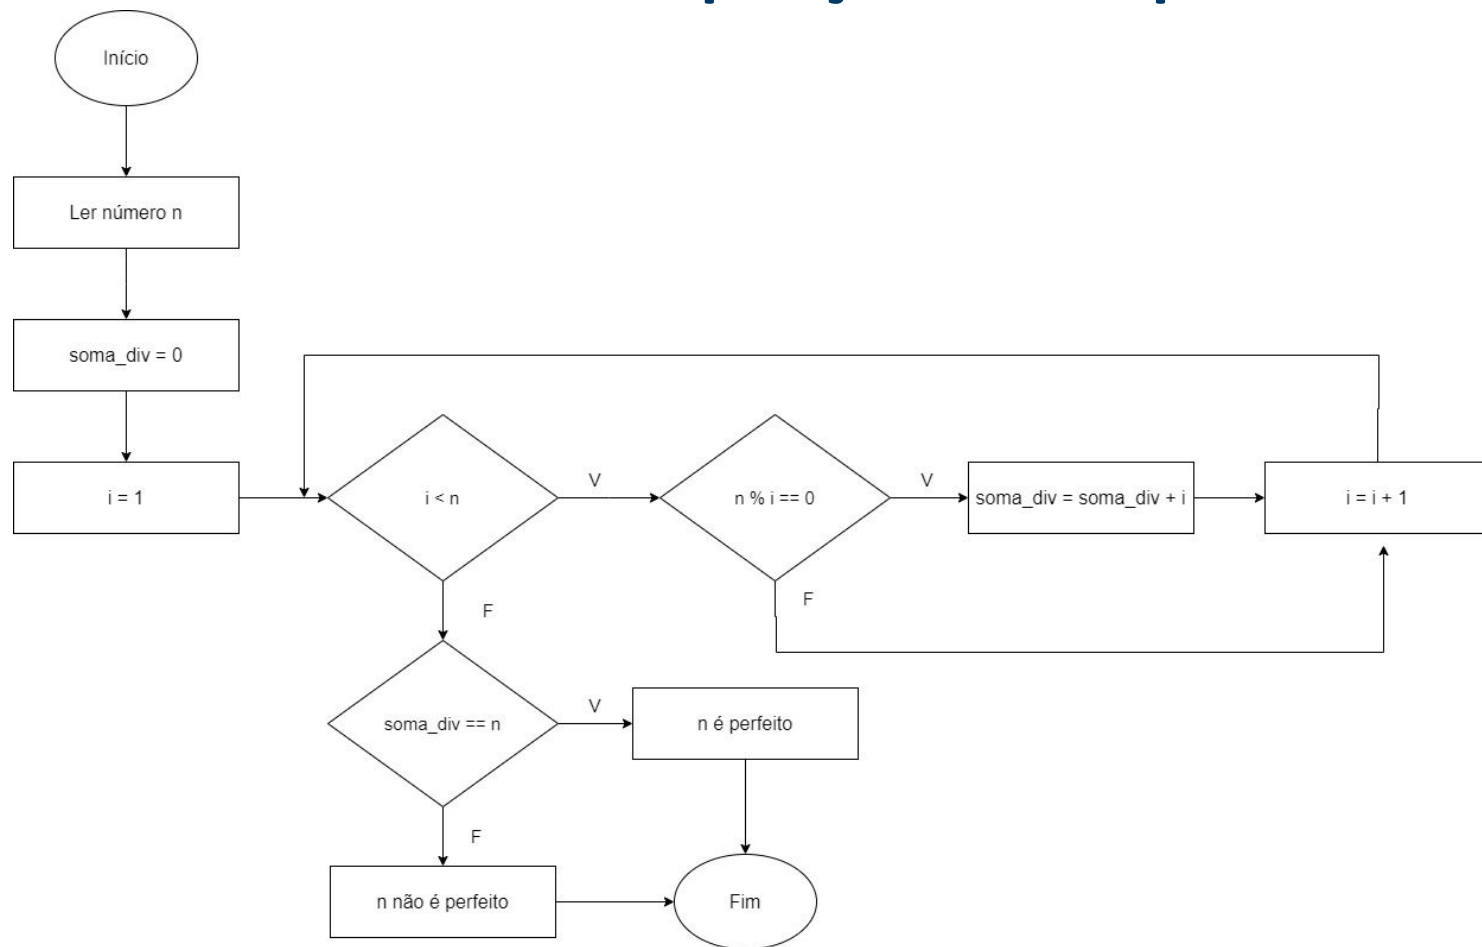 Início
Ler número n
soma_div = 0
i = 1
i < n
V
n % i == 0
V
soma_div = soma_div + i
i = i + 1
F
F
soma_div == n
V
n é perfeito
F
n não é perfeito
Fim